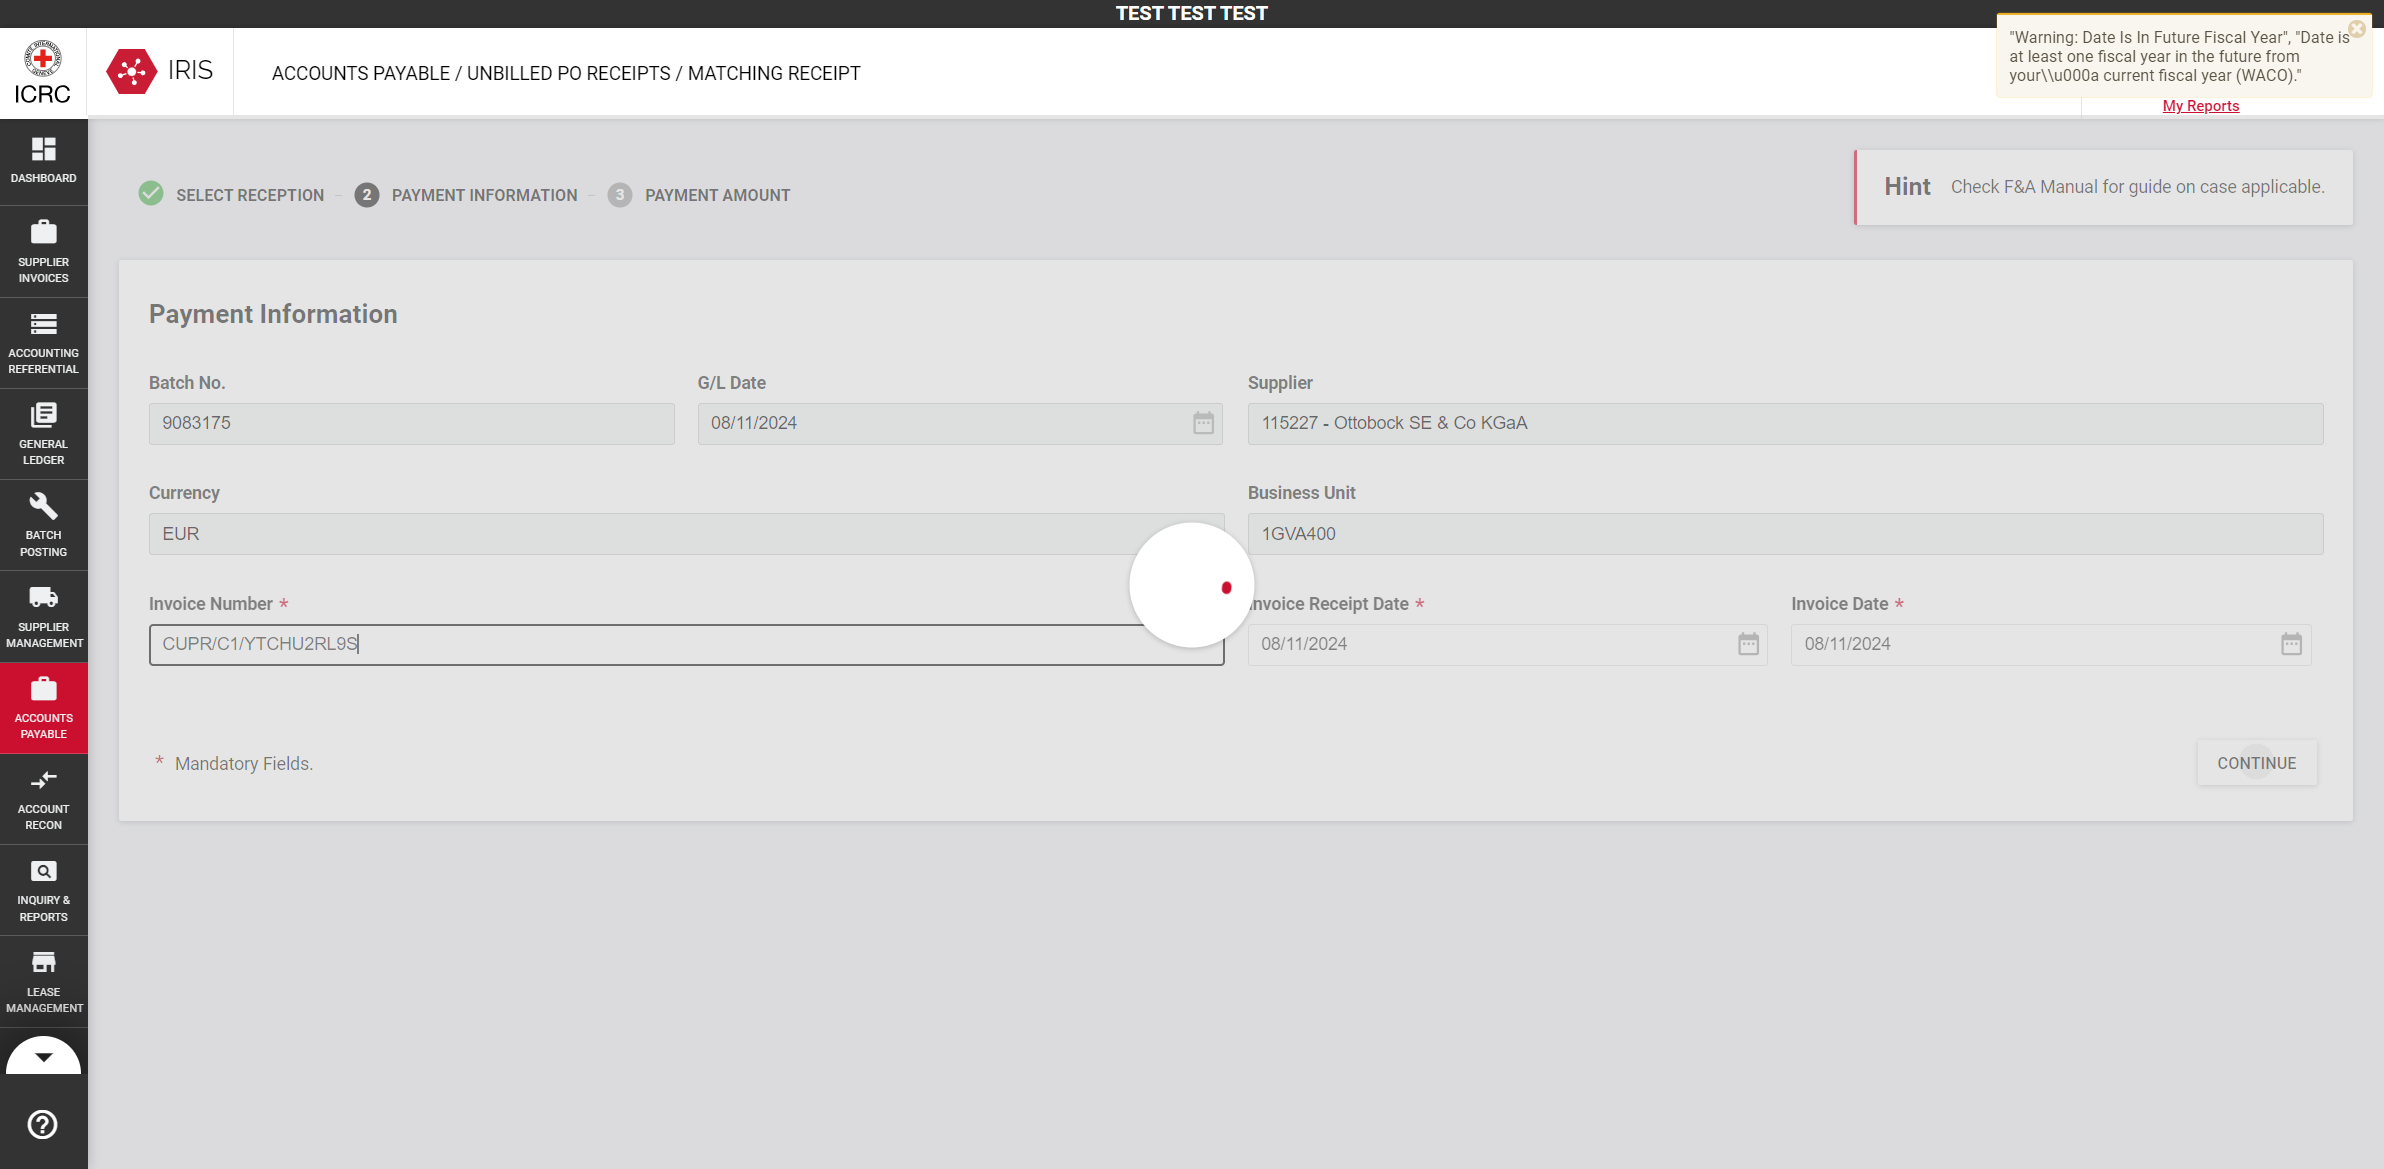 TEST TEST TEST
ICRC
IRIS
ACCOUNTS PAYABLE / UNBILLED PO RECEIPTS / MATCHING RECEIPT
"Warning: Date Is In Future Fiscal Year", "Date is
at least one fiscal year in the future from
your\\u000a current fiscal year (WACO)."
My Reports
DASHBOARD
SUPPLIER
INVOICES
ACCOUNTING
REFERENTIAL
GENERAL
LEDGER
BATCH
POSTING
SUPPLIER
MANAGEMENT
ACCOUNTS
PAYABLE
ACCOUNT
RECON
INQUIRY &
REPORTS
LEASE
MANAGEMENT
SELECT RECEPTION
2 PAYMENT INFORMATION
3 PAYMENT AMOUNT
Hint Check F&A Manual for guide on case applicable.
Payment Information
Batch No.
G/L Date
Supplier
9083175
08/11/2024
115227 - Ottobock SE & Co KGaA
Currency
Business Unit
EUR
1GVA400
Invoice Number *
Invoice Receipt Date *
Invoice Date *
CUPR/C1/YTCHU2RL9S
08/11/2024
08/11/2024
* Mandatory Fields.
CONTINUE